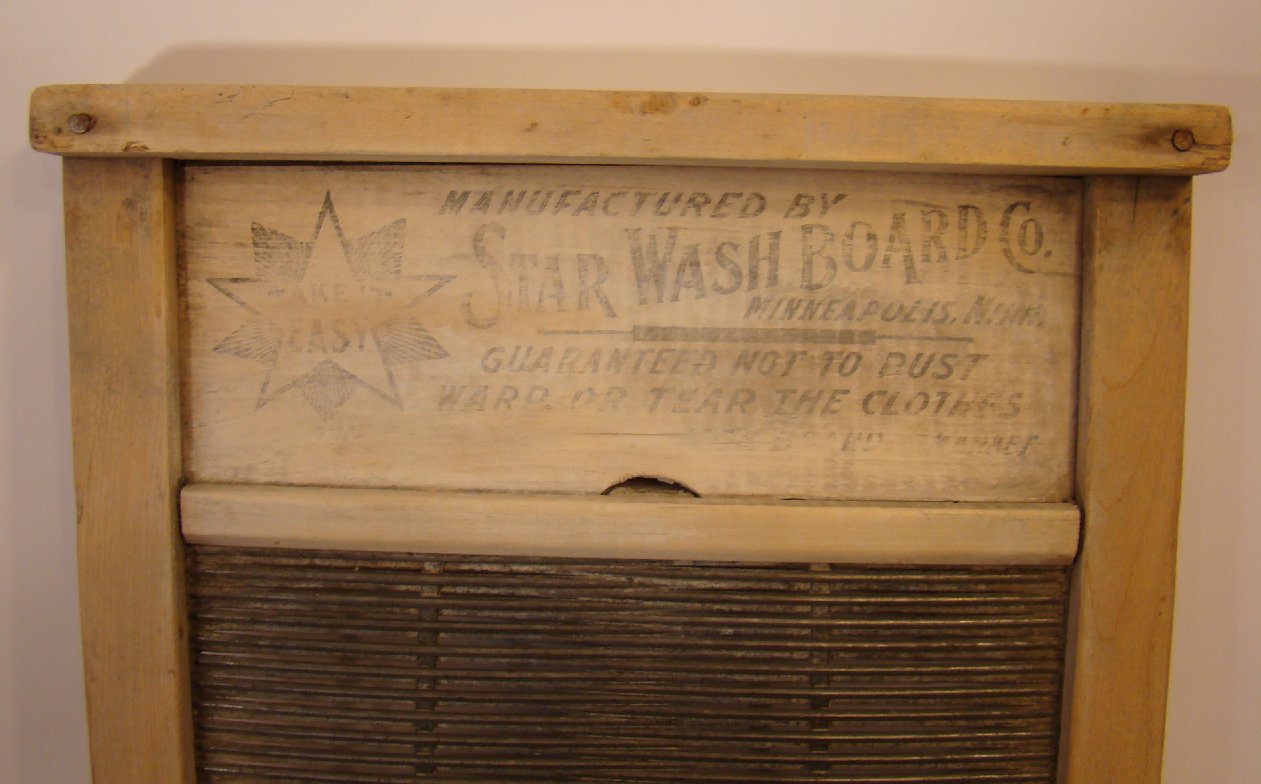 TAKE IT
EASY
MANUFACTURED BY
STAR WASH BOARD CO.
MINNEAPOLIS, MINN.
GUARANTEED NOT TO RUST
WARP OR TEAR THE CLOTHES